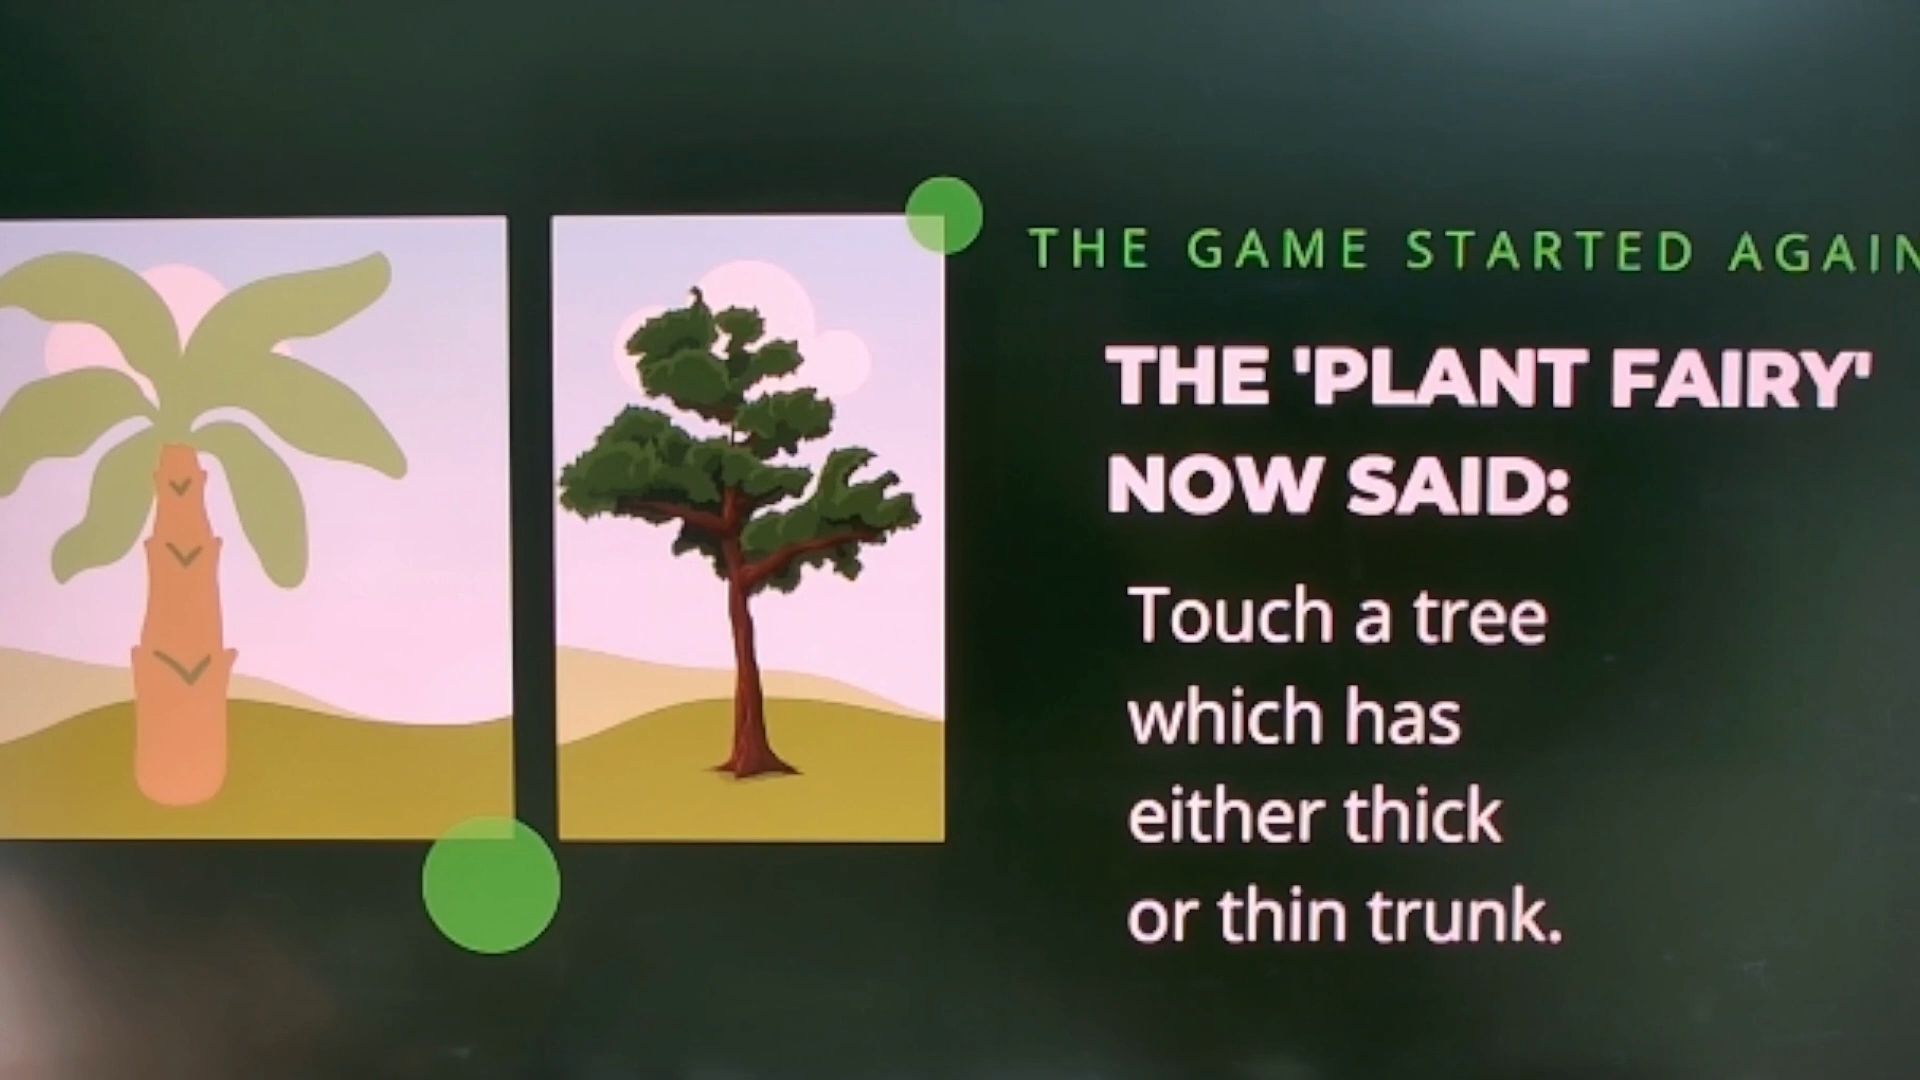 THE GAME STARTED AGAIN
THE 'PLANT FAIRY'
NOW SAID:
Touch a tree
which has
either thick
or thin trunk.